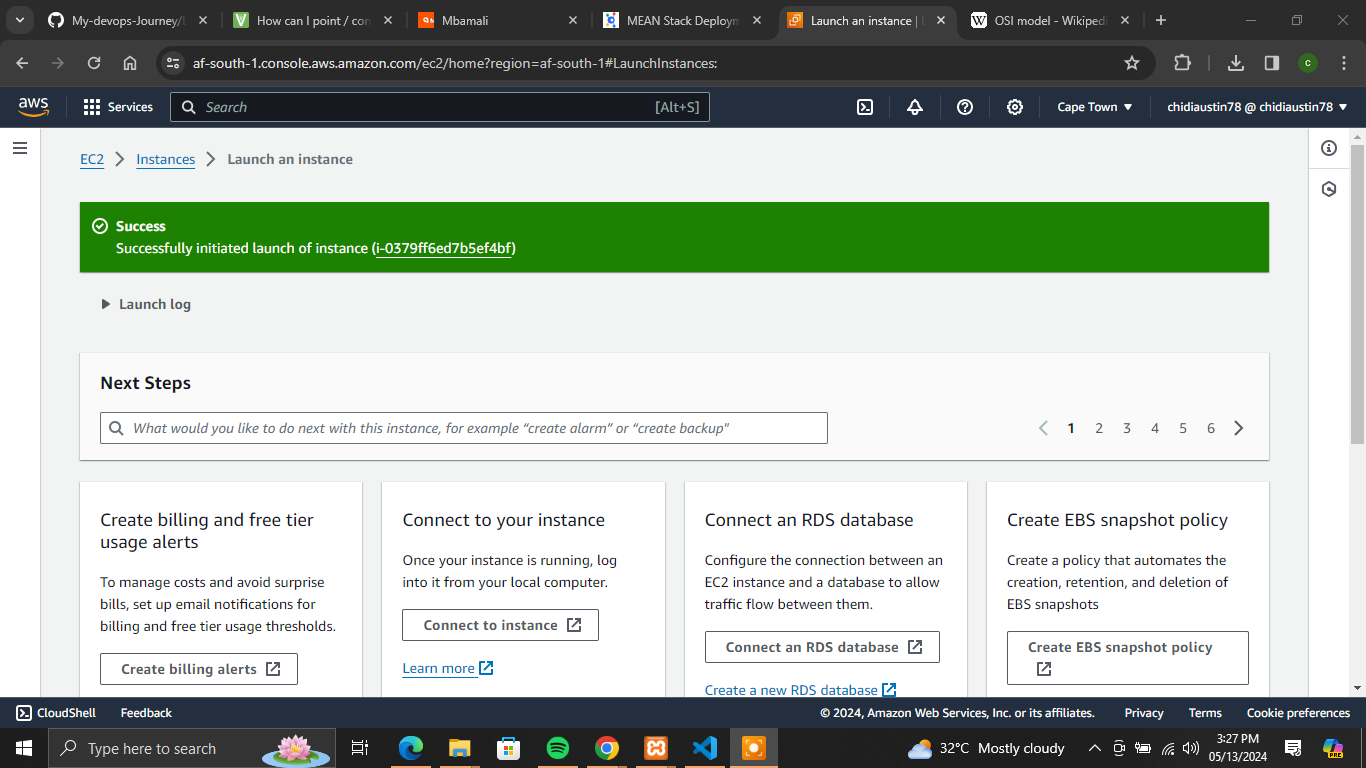 My-devops-Journey/L
How can I point / con
Mbamali
MEAN Stack Deploym
Launch an instance | 
OSI model - Wikipedi
af-south-1.console.aws.amazon.com/ec2/home?region=af-south-1#LaunchInstances:
c
aws
Services
Search
[Alt+S]
Cape Town
chidiaustin78 @ chidiaustin78
EC2
Instances
Launch an instance
Success
Successfully initiated launch of instance (i-0379ff6ed7b5ef4bf)
Launch log
Next Steps
What would you like to do next with this instance, for example “create alarm” or “create backup"
1 2 3 4 5 6
Create billing and free tier
usage alerts
To manage costs and avoid surprise
bills, set up email notifications for
billing and free tier usage thresholds.
Create billing alerts
Connect to your instance
Once your instance is running, log
into it from your local computer.
Connect to instance
Learn more
Connect an RDS database
Configure the connection between an
EC2 instance and a database to allow
traffic flow between them.
Connect an RDS database
Create a new RDS database
Create EBS snapshot policy
Create a policy that automates the
creation, retention, and deletion of
EBS snapshots
Create EBS snapshot policy
CloudShell
Feedback
© 2024, Amazon Web Services, Inc. or its affiliates.
Privacy
Terms
Cookie preferences
Type here to search
32°C Mostly cloudy
3:27 PM
05/13/2024
PRE